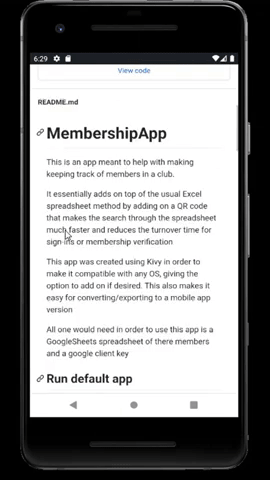 6:29
View code
README.md
MembershipApp
This is an app meant to help with making
keeping track of members in a club.
It essentially adds on top of the usual Excel
spreadsheet method by adding on a QR code
that makes the search through the spreadsheet
much faster and reduces the turnover time for
sign-ins or membership verification
This app was created using Kivy in order to
make it compatible with any OS, giving the
option to add on if desired. This also makes it
easy for converting/exporting to a mobile app
version
All one would need in order to use this app is a
GoogleSheets spreadsheet of there members
and a google client key
Run default app